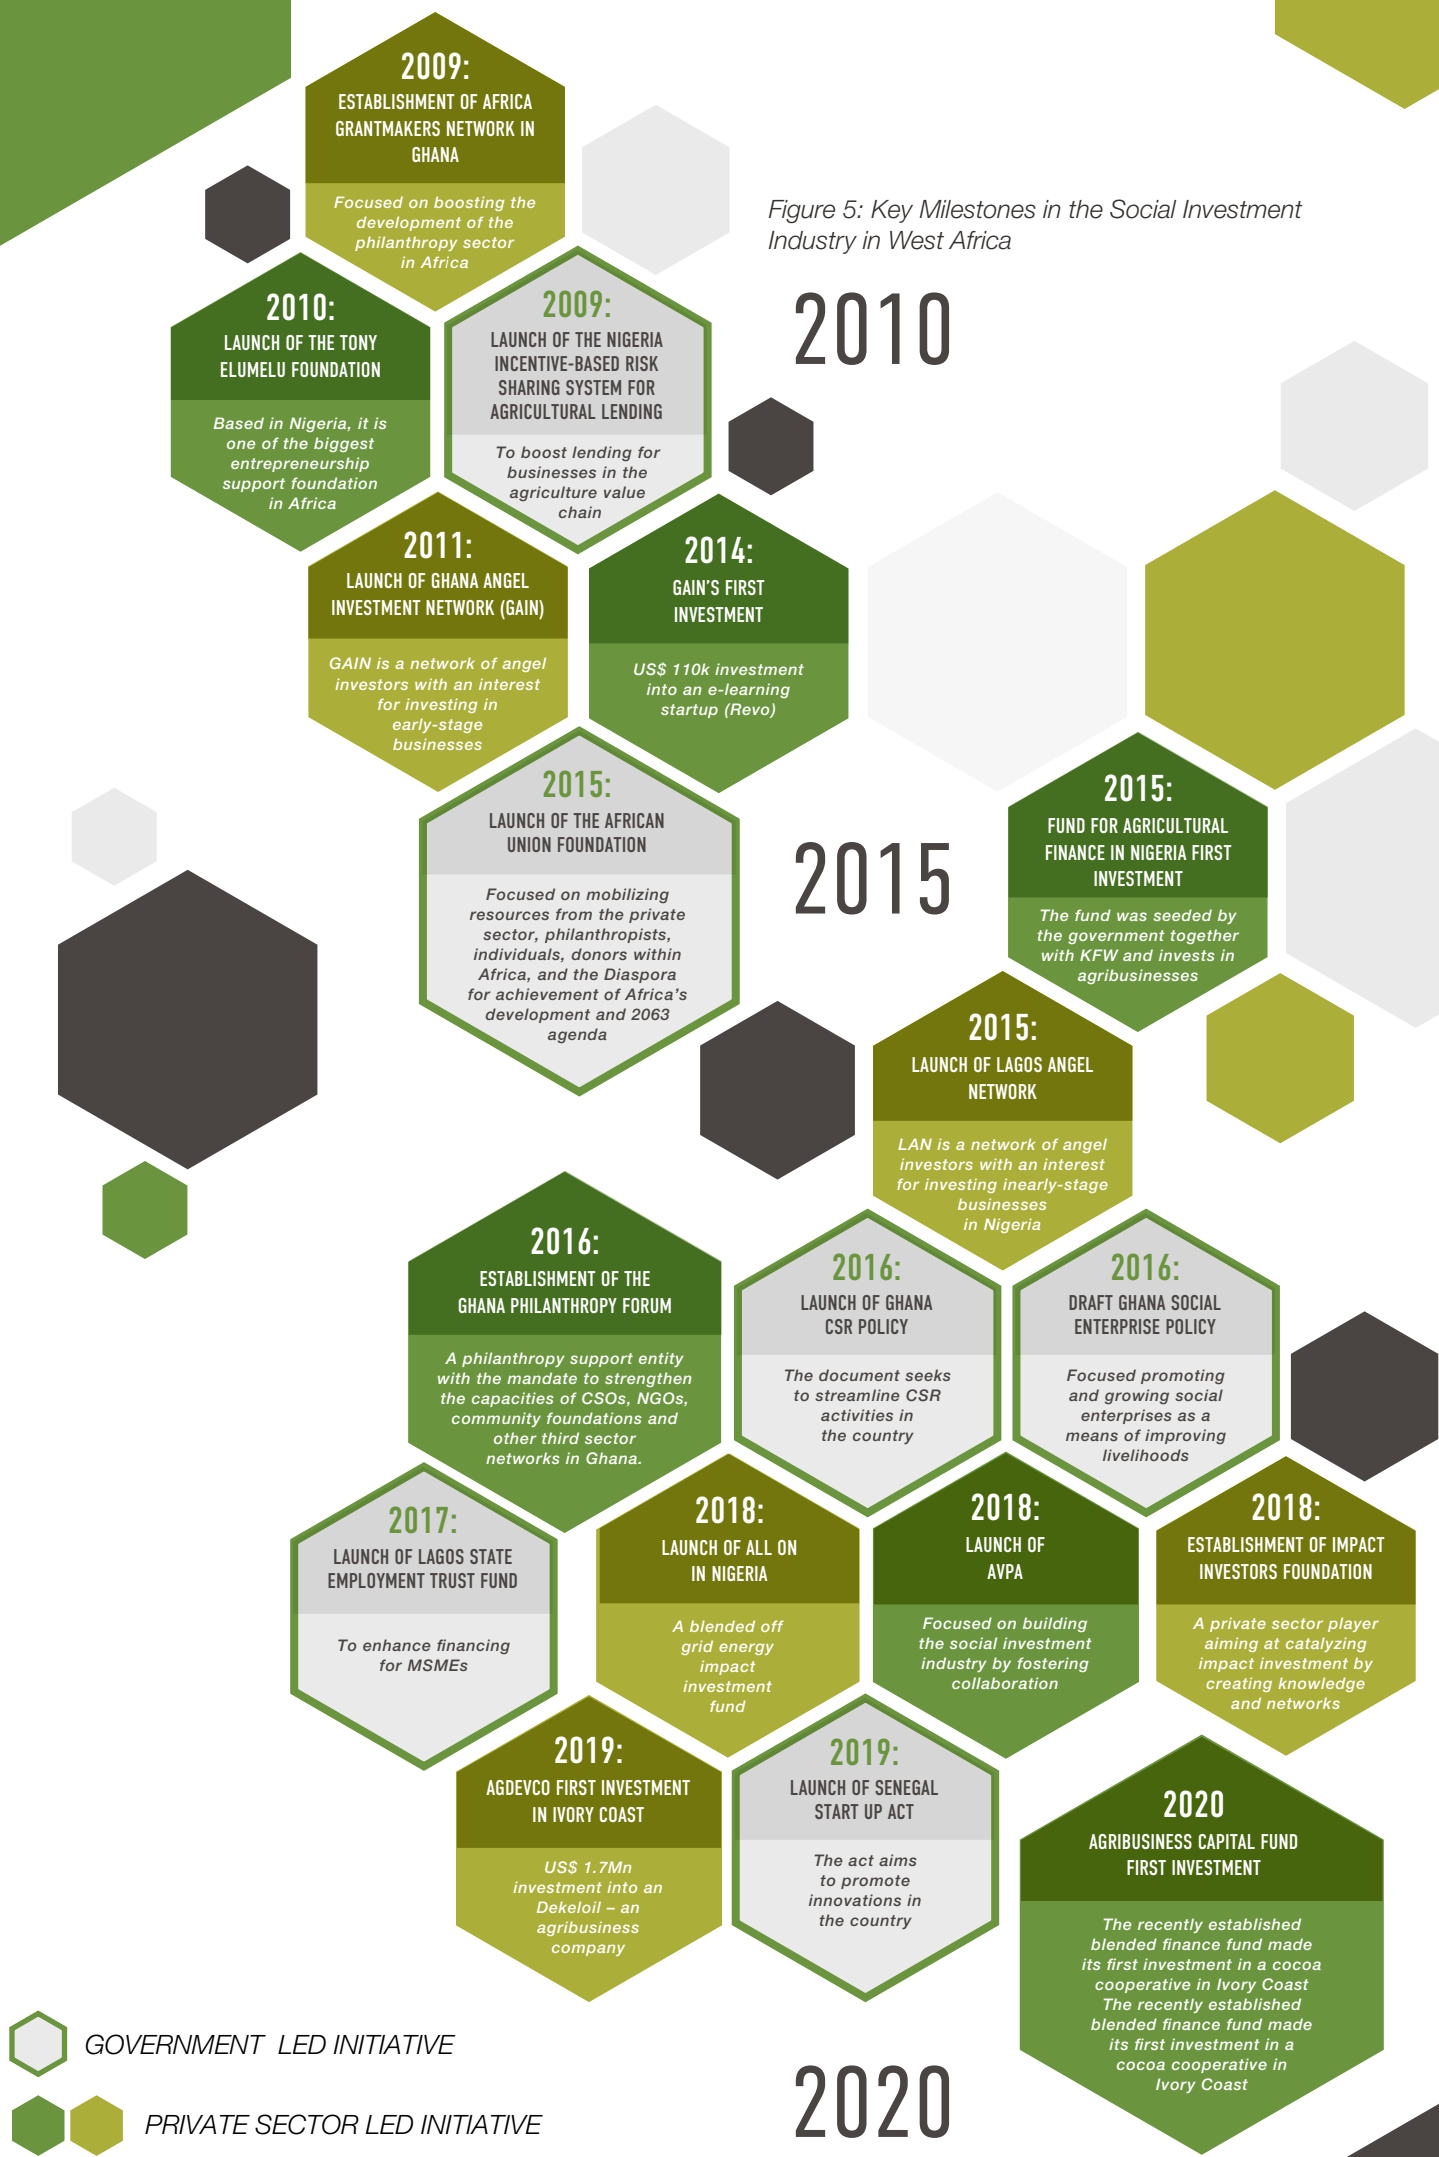 2009:
ESTABLISHMENT OF AFRICA
GRANTMAKERS NETWORK IN
GHANA
Focused on boosting the
development of the
philanthropy sector
in Africa
Figure 5: Key Milestones in the Social Investment
Industry in West Africa
2010
2010:
LAUNCH OF THE TONY
ELUMELU FOUNDATION
Based in Nigeria, it is
one of the biggest
entrepreneurship
support foundation
in Africa
2009:
LAUNCH OF THE NIGERIA
INCENTIVE-BASED RISK
SHARING SYSTEM FOR
AGRICULTURAL LENDING
To boost lending for
businesses in the
agriculture value
chain
2011:
LAUNCH OF GHANA ANGEL
INVESTMENT NETWORK (GAIN)
GAIN is a network of angel
investors with an interest
for investing in
early-stage
businesses
2014:
GAIN'S FIRST
INVESTMENT
US$ 110k investment
into an e-learning
startup (Revo)
2015:
LAUNCH OF THE AFRICAN
UNION FOUNDATION
Focused on mobilizing
resources from the private
sector, philanthropists,
individuals, donors within
Africa, and the Diaspora
for achievement of Africa's
development and 2063
agenda
2015
2015:
FUND FOR AGRICULTURAL
FINANCE IN NIGERIA FIRST
INVESTMENT
The fund was seeded by
the government together
with KFW and invests in
agribusinesses
2015:
LAUNCH OF LAGOS ANGEL
NETWORK
LAN is a network of angel
investors with an interest
for investing inearly-stage
businesses
in Nigeria
2016:
ESTABLISHMENT OF THE
GHANA PHILANTHROPY FORUM
A philanthropy support entity
with the mandate to strengthen
the capacities of CSOs, NGOs,
community foundations and
other third sector
networks in Ghana.
2016:
LAUNCH OF GHANA
CSR POLICY
The document seeks
to streamline CSR
activities in
the country
2016:
DRAFT GHANA SOCIAL
ENTERPRISE POLICY
Focused promoting
and growing social
enterprises as a
means of improving
livelihoods
2017:
LAUNCH OF LAGOS STATE
EMPLOYMENT TRUST FUND
To enhance financing
for MSMEs
2018:
LAUNCH OF ALL ON
IN NIGERIA
A blended off
grid energy
impact
investment
fund
2018:
LAUNCH OF
AVPA
Focused on building
the social investment
industry by fostering
collaboration
2018:
ESTABLISHMENT OF IMPACT
INVESTORS FOUNDATION
A private sector player
aiming at catalyzing
impact investment by
creating knowledge
and networks
2019:
AGDEVCO FIRST INVESTMENT
IN IVORY COAST
US$ 1.7Mn
investment into an
Dekeloil – an
agribusiness
company
2019:
LAUNCH OF SENEGAL
START UP ACT
The act aims
to promote
innovations in
the country
2020
AGRIBUSINESS CAPITAL FUND
FIRST INVESTMENT
The recently established
blended finance fund made
its first investment in a cocoa
cooperative in Ivory Coast
The recently established
blended finance fund made
its first investment in a
cocoa cooperative in
Ivory Coast
GOVERNMENT LED INITIATIVE
PRIVATE SECTOR LED INITIATIVE
2020